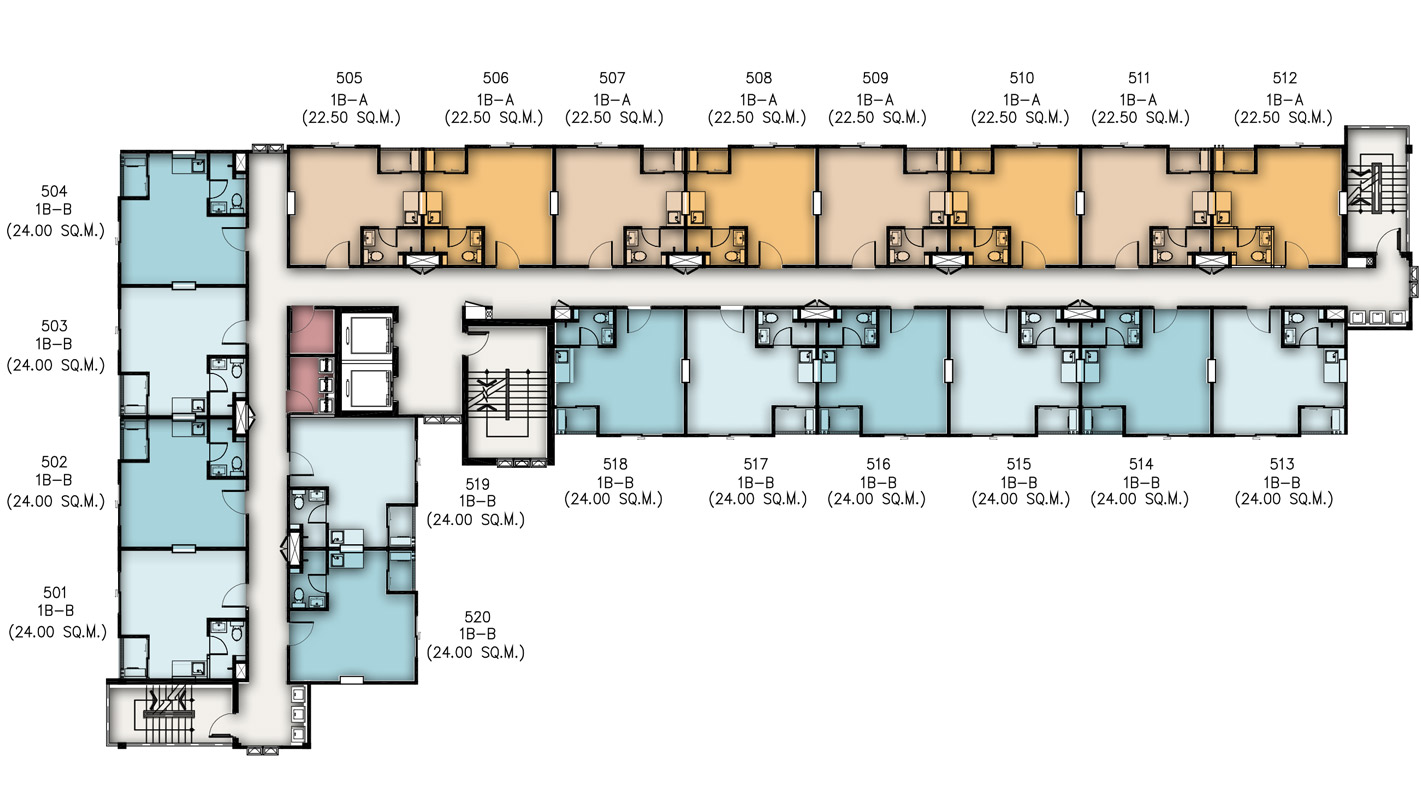 505
1B-A
(22.50 SQ.M.)
506
1B-A
(22.50 SQ.M.)
507
1B-A
(22.50 SQ.M.)
508
1B-A
(22.50 SQ.M.)
509
1B-A
(22.50 SQ.M.)
510
1B-A
(22.50 SQ.M.)
511
1B-A
(22.50 SQ.M.)
512
1B-A
(22.50 SQ.M.)
504
1B-B
(24.00 SQ.M.)
503
1B-B
(24.00 SQ.M.)
502
1B-B
(24.00 SQ.M.)
501
1B-B
(24.00 SQ.M.)
519
1B-B
(24.00 SQ.M.)
520
1B-B
(24.00 SQ.M.)
518
1B-B
(24.00 SQ.M.)
517
1B-B
(24.00 SQ.M.)
516
1B-B
(24.00 SQ.M.)
515
1B-B
(24.00 SQ.M.)
514
1B-B
(24.00 SQ.M.)
513
1B-B
(24.00 SQ.M.)